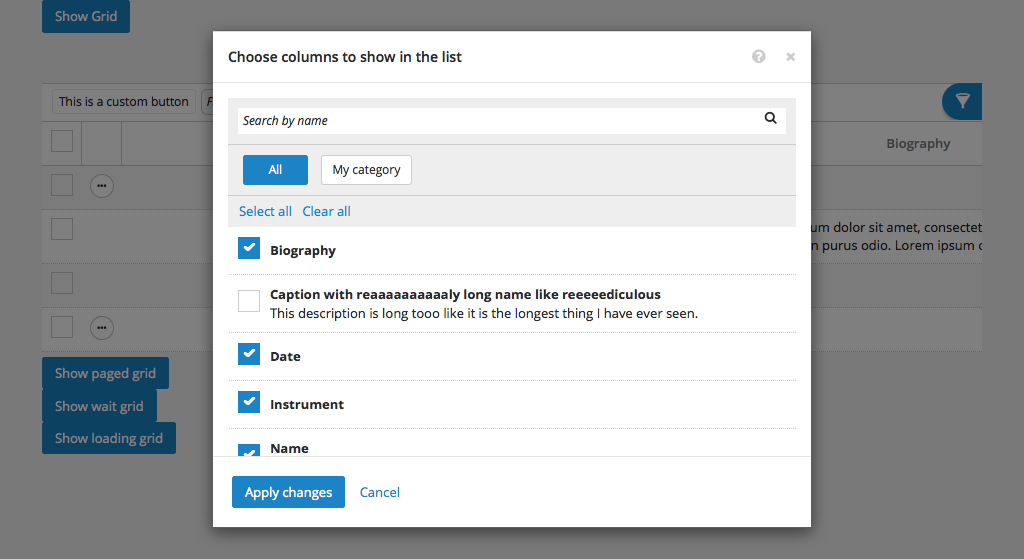 Show Grid
Choose columns to show in the list
This is a custom button
F
Search by name
Biography
All
My category
Select all Clear all
Biography
um dolor sit amet, consectet
n purus odio. Lorem ipsum
Caption with reaaaaaaaaaaly long name like reeeeediculous
This description is long tooo like it is the longest thing I have ever seen.
Date
Show paged grid
Instrument
Show wait grid
Show loading grid
Name
Apply changes
Cancel